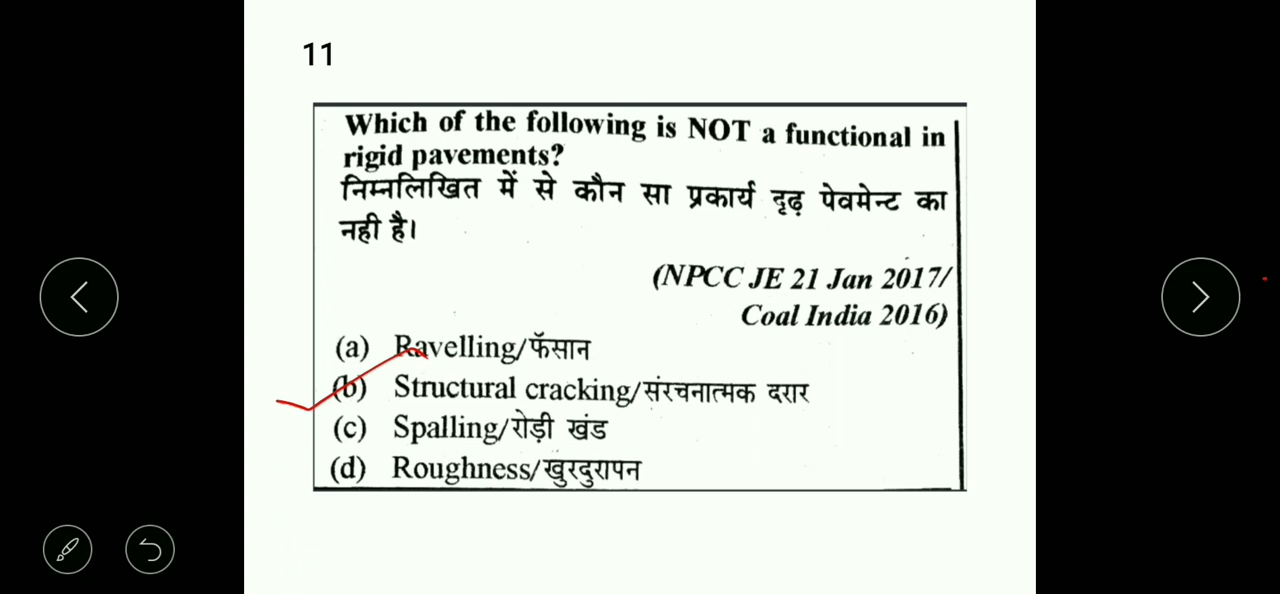 11
Which of the following is NOT a functional in
rigid pavements?
निम्नलिखित में से कौन सा प्रकार्य दृढ़ पेवमेन्ट का
नही है।
(NPCC JE 21 Jan 2017/
Coal India 2016)
(a) Ravelling/फॅसान
(b) Structural cracking/संरचनात्मक दरार
(c) Spalling/रोड़ी खंड
(d) Roughness/खुरदुरापन